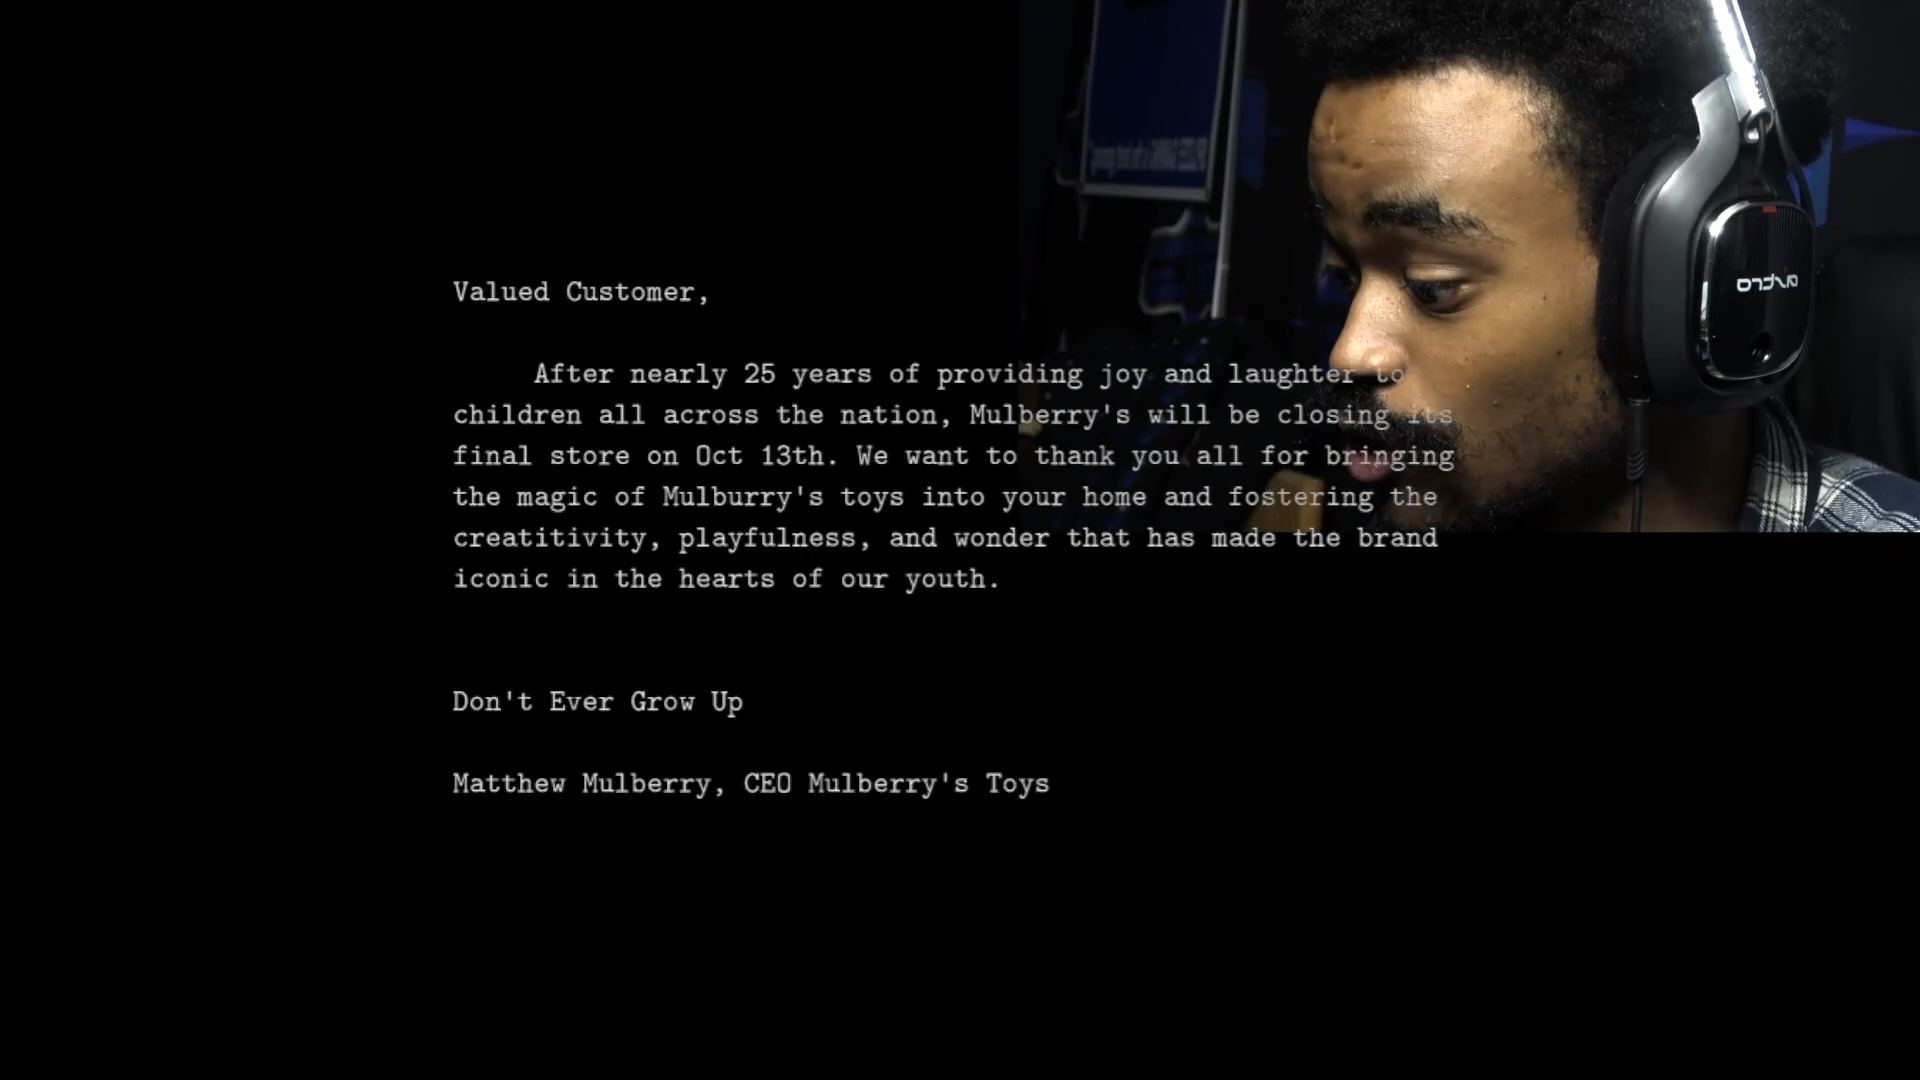 Valued Customer,
After nearly 25 years of providing joy and laughter to
children all across the nation, Mulberry's will be closing its
final store on Oct 13th. We want to thank you all for bringing
the magic of Mulburry's toys into your home and fostering the
creatitivity, playfulness, and wonder that has made the brand
iconic in the hearts of our youth.
Don't Ever Grow Up
Matthew Mulberry, CEO Mulberry's Toys